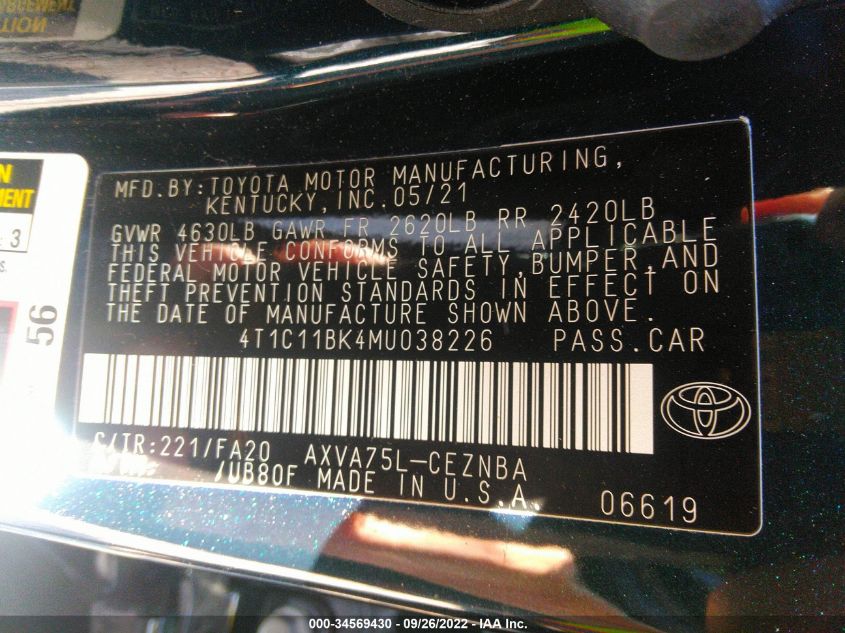 MFD.BY:TOYOTA MOTOR MANUFACTURING,
KENTUCKY,INC.05/21
GVWR 4630LB GAWR FR 2620LB RR 2420LB
THIS VEHICLE CONFORMS TO ALL APPLICABLE
FEDERAL MOTOR VEHICLE SAFETY,BUMPER,AND
THEFT PREVENTION STANDARDS IN EFFECT ON
THE DATE OF MANUFACTURE SHOWN ABOVE.
4T1C11BK4MU038226 PASS.CAR
C/TR:221/FA20 AXVA75L-CEZNBA
/UB80F MADE IN U.S.A. 06619
3
56
000-34569430 - 09/26/2022 - IAA Inc.